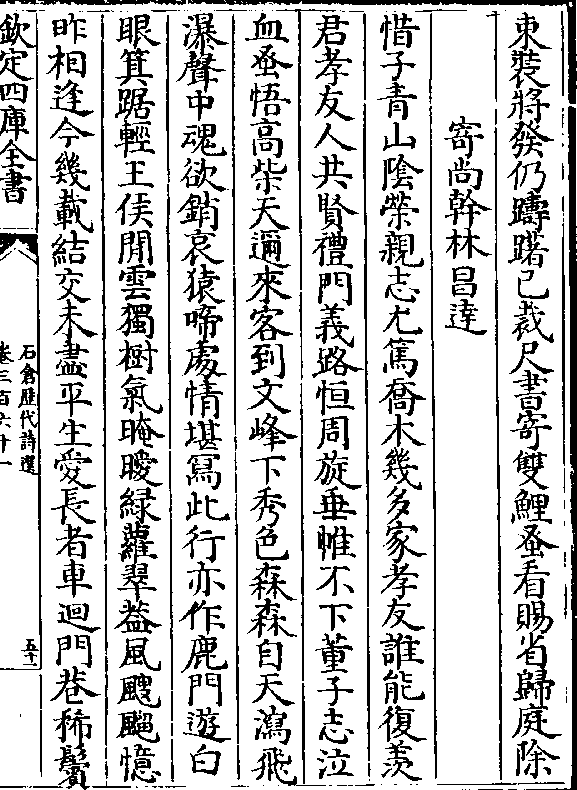 束裝將發仍躊躇已裁尺書寄雙鯉蚤看賜省歸庭除
寄尚幹林昌達
惜子青山陰榮親志尤篤喬木幾多家孝友誰能復羨
君孝友人共賢禮門義路恒周旋垂帷不下董子志泣
血蚤悟高柴天邇來客到文峰下秀色森森自天瀉飛
瀑聲中魂欲銷哀猿啼處情堪寫此行亦作鹿門遊白
眼箕踞輕王侯閒雲獨樹氣晻曖綠蘿翠葢風颼飀憶
昨相逢今幾載結交未盡平生愛長者車迴門巷稀鬢
欽定四庫全書
石倉歷代詩選
卷三百六十一
五十